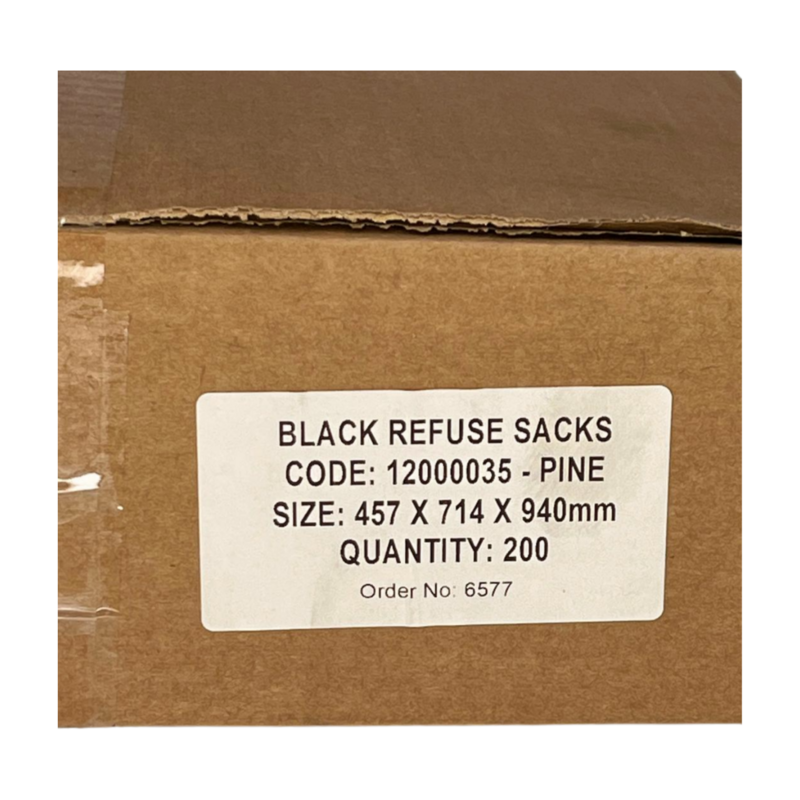 BLACK REFUSE SACKS
CODE: 12000035 - PINE
SIZE: 457 X 714 X 940mm
QUANTITY: 200
Order No: 6577